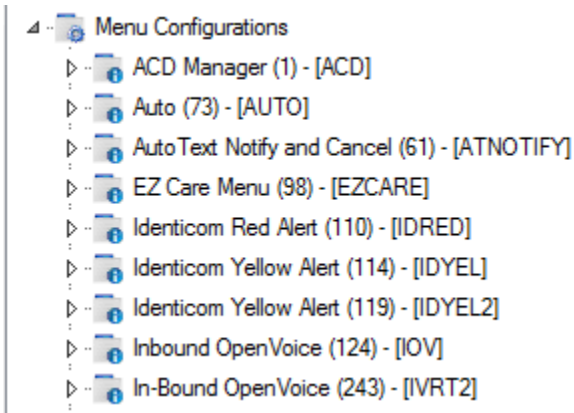 Menu Configurations
ACD Manager (1) - [ACD]
Auto (73) - [AUTO]
AutoText Notify and Cancel (61) - [ATNOTIFY]
EZ Care Menu (98) - [EZCARE]
Identicom Red Alert (110) - [IDRED]
Identicom Yellow Alert (114) - [IDYEL]
Identicom Yellow Alert (119) - [IDYEL2]
Inbound OpenVoice (124) - [IOV]
In-Bound OpenVoice (243) - [IVRT2]